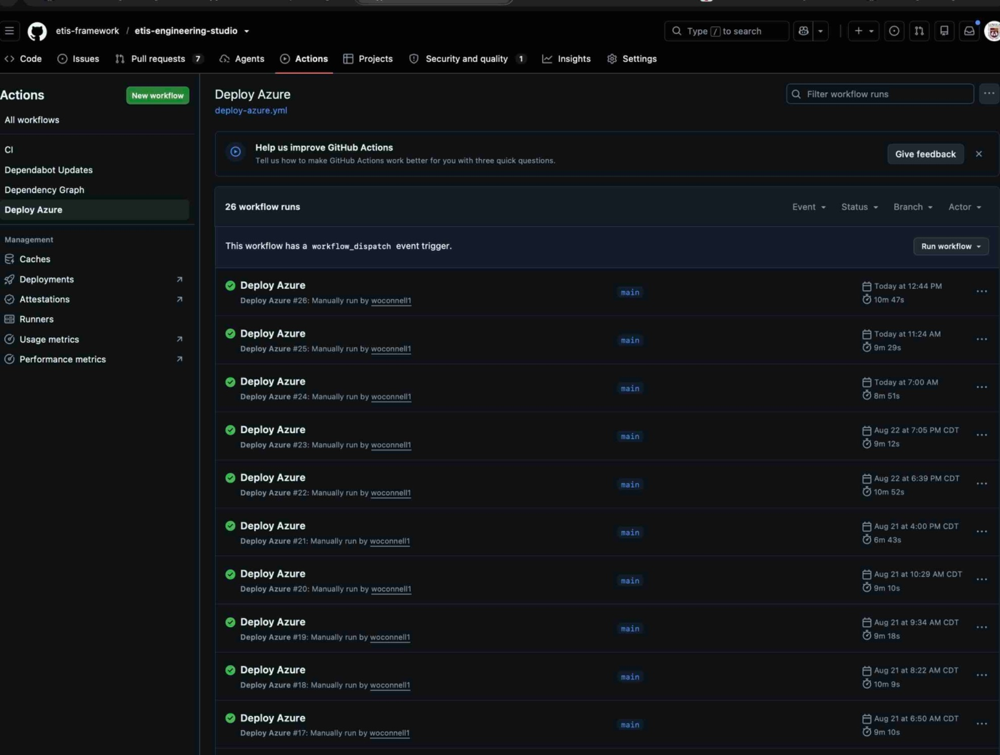 etis-framework / etis-engineering-studio
Type / to search
Code
Issues
Pull requests 7
Agents
Actions
Projects
Security and quality 1
Insights
Settings
Actions
New workflow
All workflows
CI
Dependabot Updates
Dependency Graph
Deploy Azure
Management
Caches
Deployments
Attestations
Runners
Usage metrics
Performance metrics
Deploy Azure
deploy-azure.yml
Filter workflow runs
Help us improve GitHub Actions
Tell us how to make GitHub Actions work better for you with three quick questions.
Give feedback
26 workflow runs
Event
Status
Branch
Actor
This workflow has a workflow_dispatch event trigger.
Run workflow
Deploy Azure
Deploy Azure #26: Manually run by woconnell1
main
Today at 12:44 PM
10m 47s
Deploy Azure
Deploy Azure #25: Manually run by woconnell1
main
Today at 11:24 AM
9m 29s
Deploy Azure
Deploy Azure #24: Manually run by woconnell1
main
Today at 7:00 AM
8m 51s
Deploy Azure
Deploy Azure #23: Manually run by woconnell1
main
Aug 22 at 7:05 PM CDT
9m 12s
Deploy Azure
Deploy Azure #22: Manually run by woconnell1
main
Aug 22 at 6:39 PM CDT
10m 52s
Deploy Azure
Deploy Azure #21: Manually run by woconnell1
main
Aug 21 at 4:00 PM CDT
6m 43s
Deploy Azure
Deploy Azure #20: Manually run by woconnell1
main
Aug 21 at 10:29 AM CDT
9m 10s
Deploy Azure
Deploy Azure #19: Manually run by woconnell1
main
Aug 21 at 9:34 AM CDT
9m 18s
Deploy Azure
Deploy Azure #18: Manually run by woconnell1
main
Aug 21 at 8:22 AM CDT
10m 9s
Deploy Azure
Deploy Azure #17: Manually run by woconnell1
main
Aug 21 at 6:50 AM CDT
9m 10s